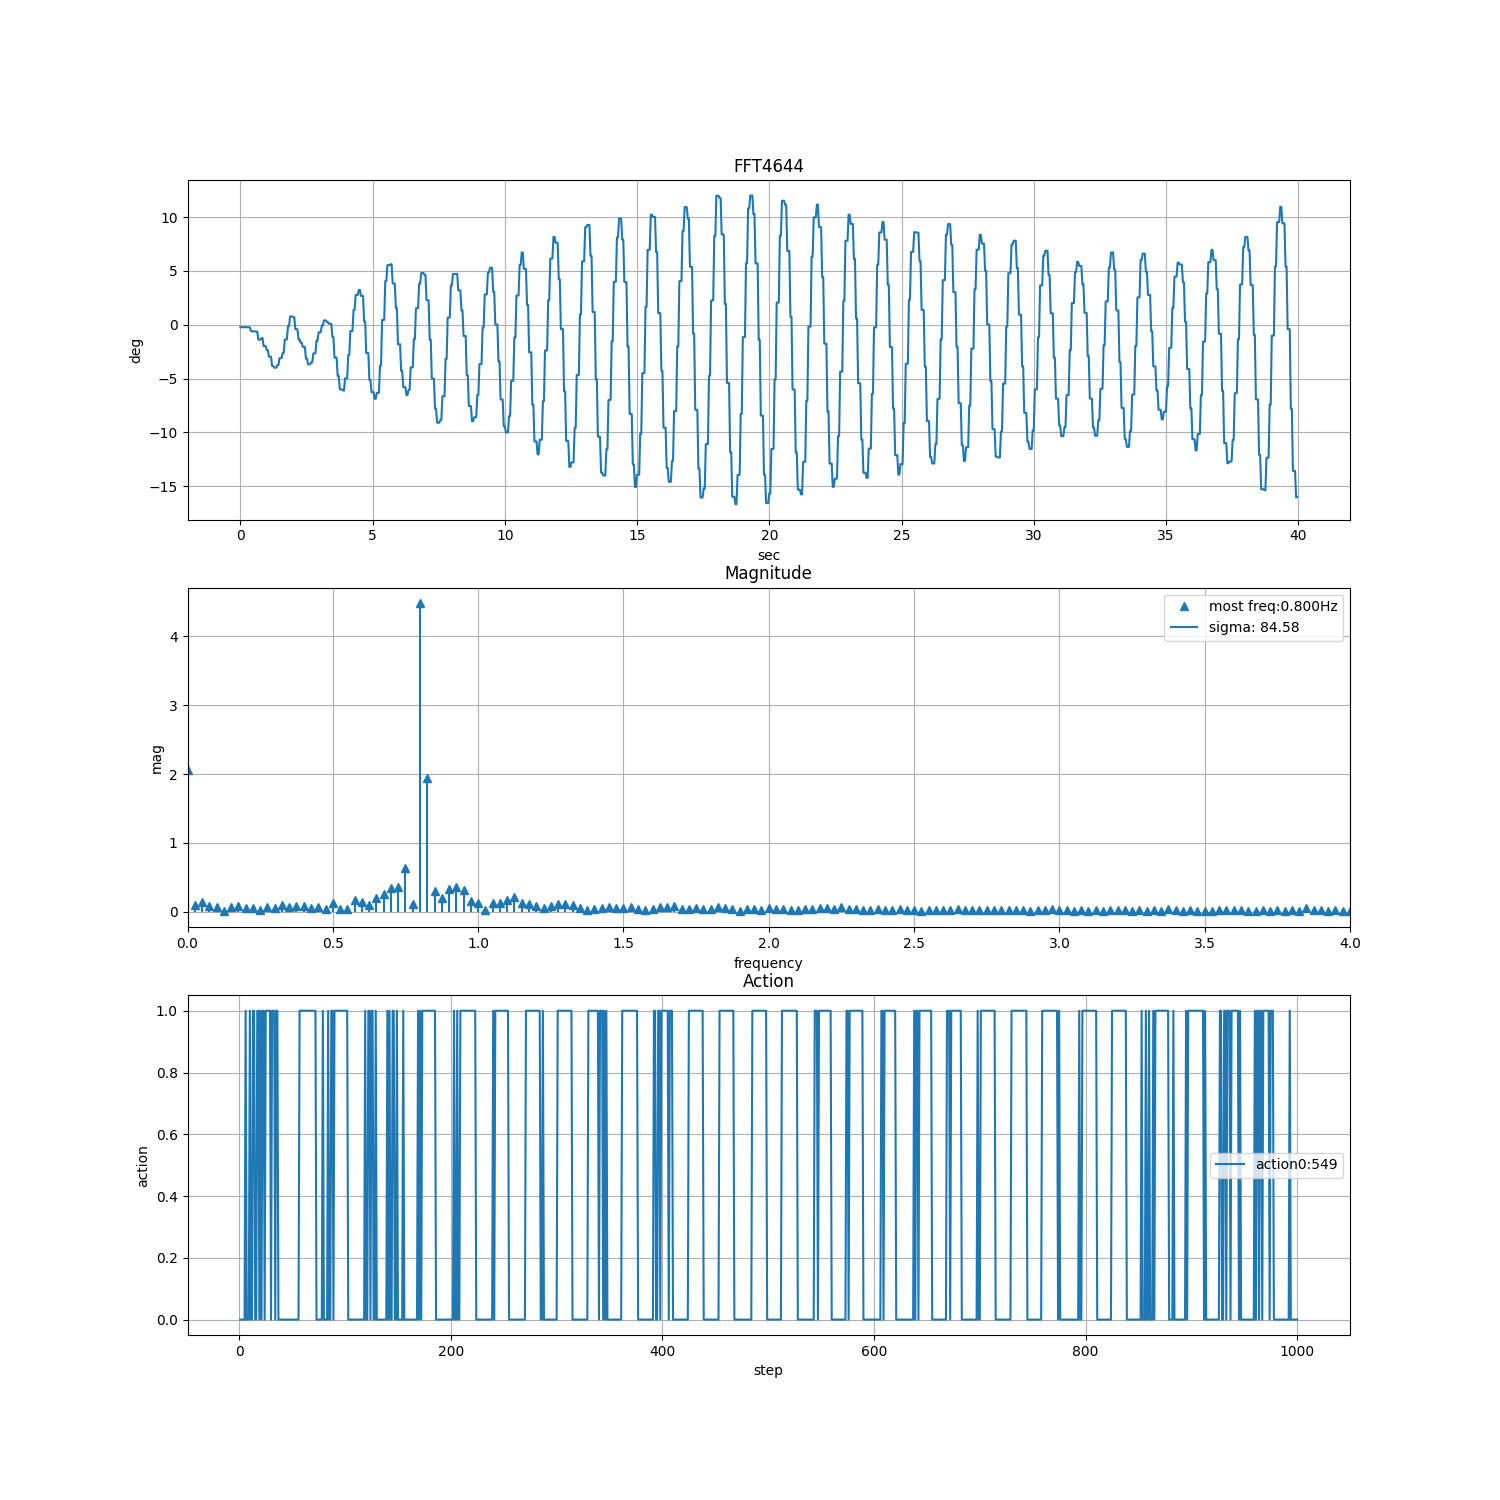 FFT4644
10
5
0
−5
−10
−15
deg
0 5 10 15 20 25 30 35 40
sec
Magnitude
most freq:0.800Hz
sigma: 84.58
4
3
2
1
0
mag
0.0 0.5 1.0 1.5 2.0 2.5 3.0 3.5 4.0
frequency
Action
1.0
0.8
0.6
0.4
0.2
0.0
action
action0:549
0 200 400 600 800 1000
step